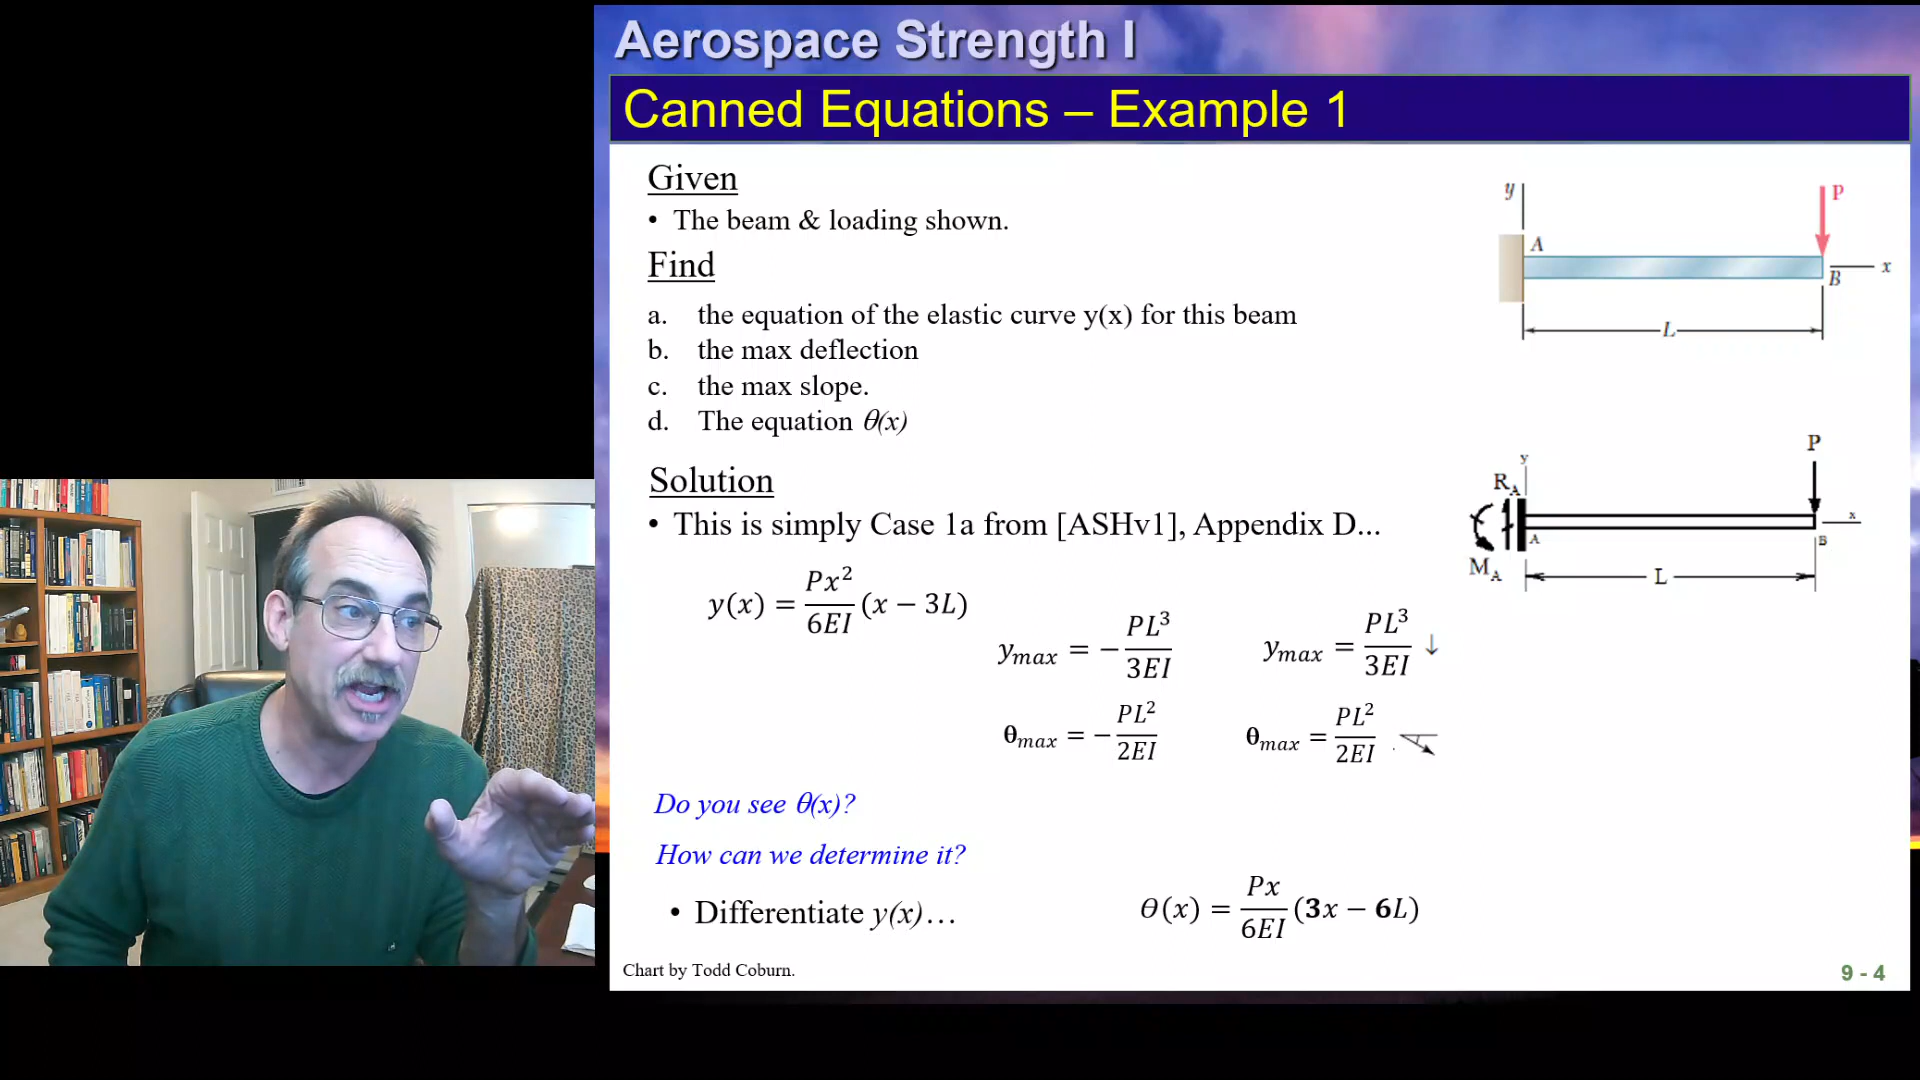 Aerospace Strength I
Canned Equations – Example 1
Given
• The beam & loading shown.
Find
a. the equation of the elastic curve y(x) for this beam
b. the max deflection
c. the max slope.
d. The equation θ(x)
Solution
• This is simply Case 1a from [ASHv1], Appendix D...
y(x) = Px²/6EI (x − 3L)
y_max = − PL³/3EI
y_max = PL³/3EI ↓
θ_max = − PL²/2EI
θ_max = PL²/2EI
Do you see θ(x)?
How can we determine it?
• Differentiate y(x)…
θ(x) = Px/6EI (3x − 6L)
Chart by Todd Coburn.
9 - 4
y
P
A
B
x
L
P
y
R_A
A
x
B
M_A
L